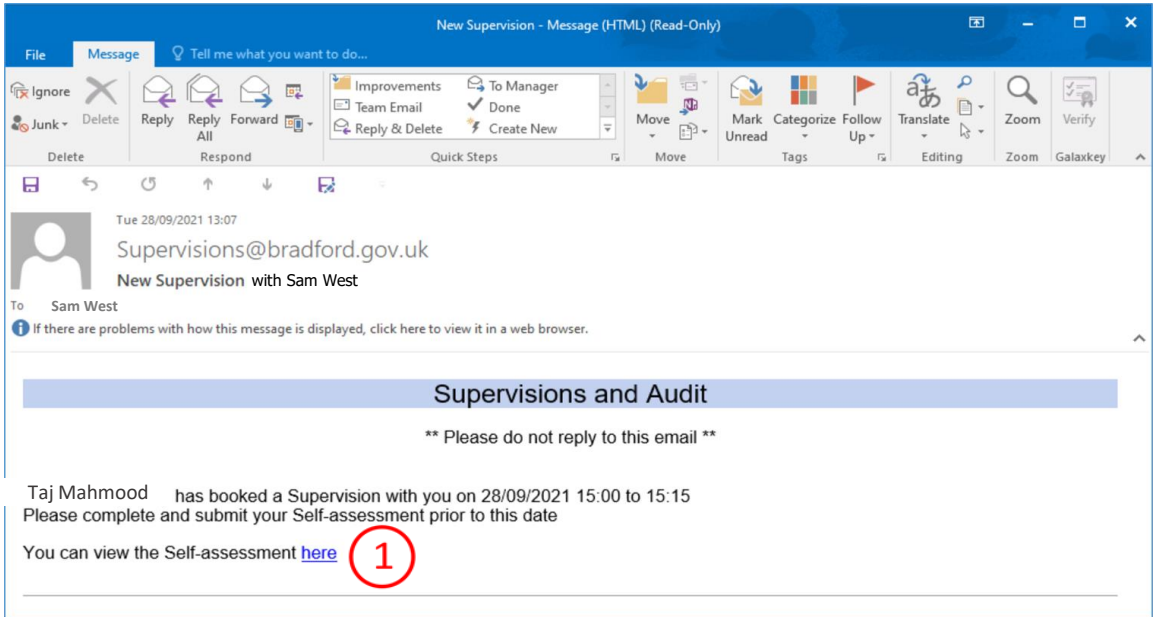 New Supervision - Message (HTML) (Read-Only)
File Message Tell me what you want to do...
Ignore
Junk
Delete
Reply
Reply All
Forward
Improvements
Team Email
Reply & Delete
To Manager
Done
Create New
Move
Mark Unread
Categorize
Follow Up
Translate
Zoom
Verify
Delete Respond Quick Steps Move Tags Editing Zoom Galaxkey
Tue 28/09/2021 13:07
Supervisions@bradford.gov.uk
New Supervision with Sam West
To Sam West
If there are problems with how this message is displayed, click here to view it in a web browser.
Supervisions and Audit
** Please do not reply to this email **
Taj Mahmood has booked a Supervision with you on 28/09/2021 15:00 to 15:15
Please complete and submit your Self-assessment prior to this date
You can view the Self-assessment here 1